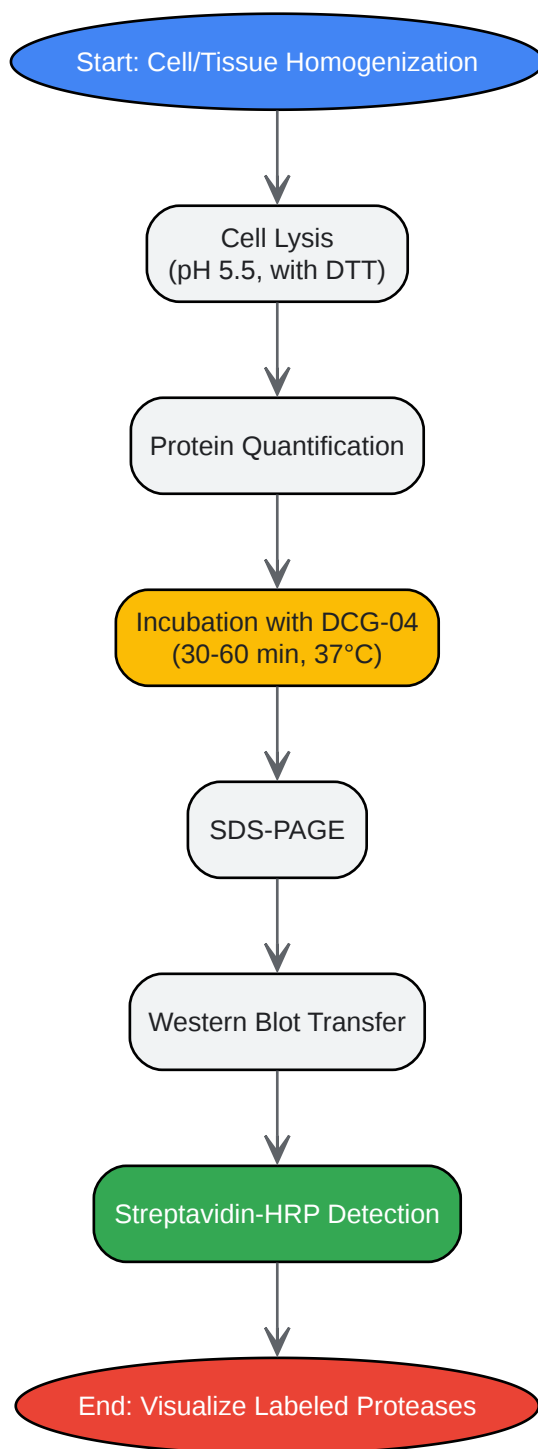 Start: Cell/Tissue Homogenization
Cell Lysis
(pH 5.5, with DTT)
Protein Quantification
Incubation with DCG-04
(30-60 min, 37°C)
SDS-PAGE
Western Blot Transfer
Streptavidin-HRP Detection
End: Visualize Labeled Proteases